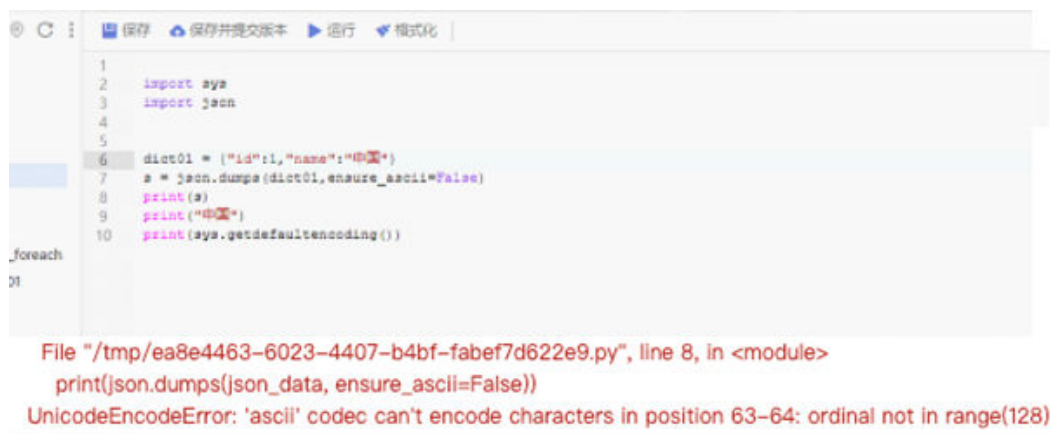 保存 保存并提交版本 运行 格式化
1
2 import sys
3 import json
4
5
6 dict01 = {"id":1,"name":"中国"}
7 s = json.dumps(dict01,ensure_ascii=False)
8 print(s)
9 print("中国")
10 print(sys.getdefaultencoding())
_foreach
01
File "/tmp/ea8e4463-6023-4407-b4bf-fabef7d622e9.py", line 8, in <module>
print(json.dumps(json_data, ensure_ascii=False))
UnicodeEncodeError: 'ascii' codec can't encode characters in position 63-64: ordinal not in range(128)